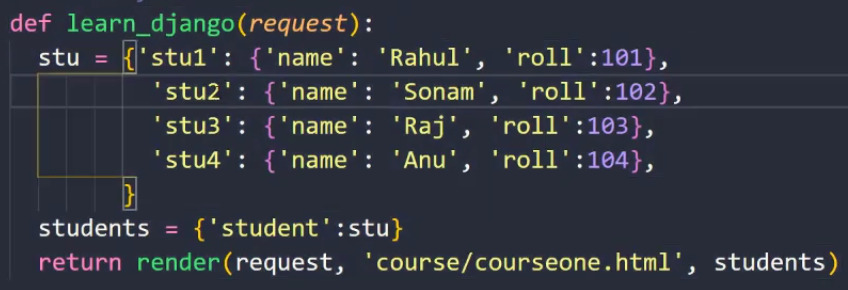 def learn_django(request):
stu = {'stu1': {'name': 'Rahul', 'roll':101},
'stu2': {'name': 'Sonam', 'roll':102},
'stu3': {'name': 'Raj', 'roll':103},
'stu4': {'name': 'Anu', 'roll':104},
}
students = {'student':stu}
return render(request, 'course/courseone.html', students)